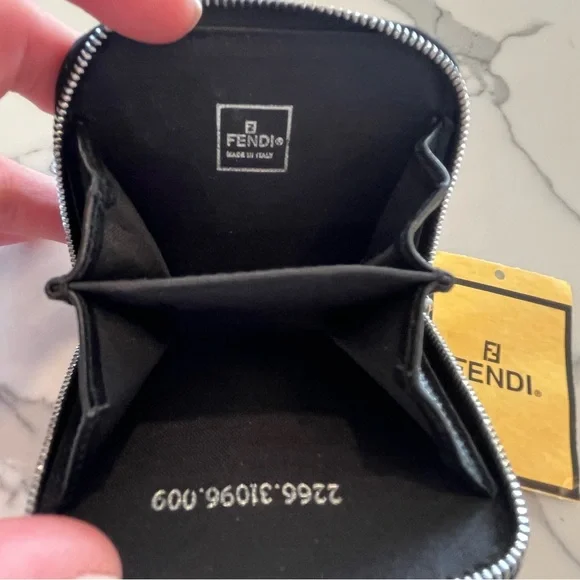 FENDI®
MADE IN ITALY
FENDI®
2266.31096.009